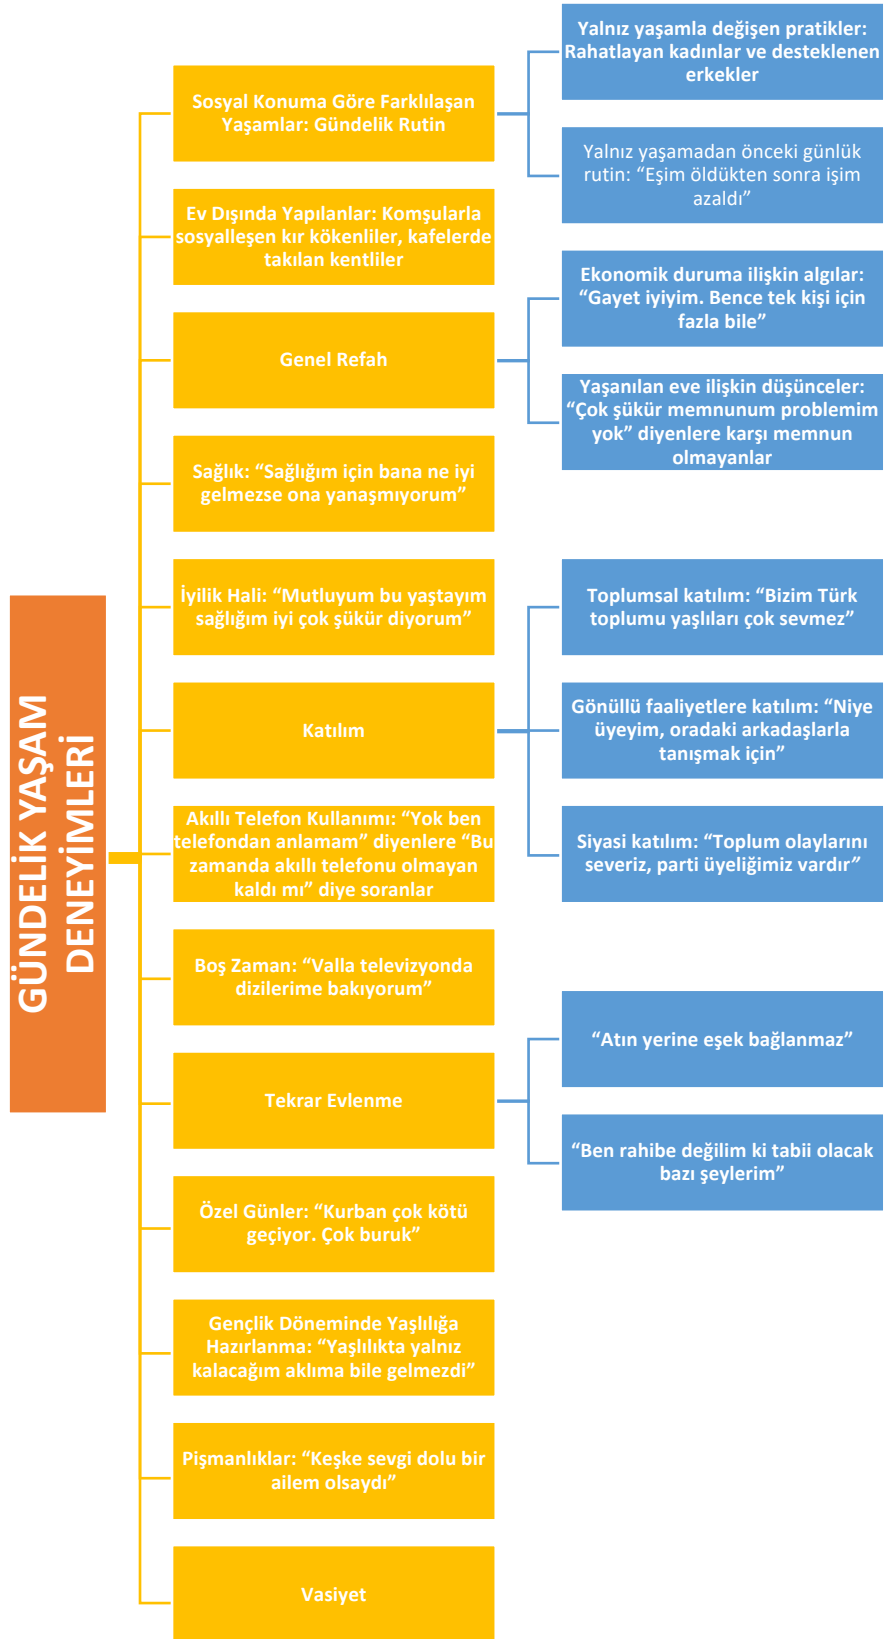 GÜNDELİK YAŞAM
DENEYİMLERİ
Sosyal Konuma Göre Farklılaşan
Yaşamlar: Gündelik Rutin
Yalnız yaşamla değişen pratikler:
Rahatlayan kadınlar ve desteklenen
erkekler
Yalnız yaşamadan önceki günlük
rutin: “Eşim öldükten sonra işim
azaldı”
Ev Dışında Yapılanlar: Komşularla
sosyalleşen kır kökenliler, kafelerde
takılan kentliler
Genel Refah
Ekonomik duruma ilişkin algılar:
“Gayet iyiyim. Bence tek kişi için
fazla bile”
Yaşanılan eve ilişkin düşünceler:
“Çok şükür memnunum problemim
yok” diyenlere karşı memnun
olmayanlar
Sağlık: “Sağlığım için bana ne iyi
gelmezse ona yanaşmıyorum”
İyilik Hali: “Mutluyum bu yaştayım
sağlığım iyi çok şükür diyorum”
Katılım
Toplumsal katılım: “Bizim Türk
toplumu yaşlıları çok sevmez”
Gönüllü faaliyetlere katılım: “Niye
üyeyim, oradaki arkadaşlarla
tanışmak için”
Siyasi katılım: “Toplum olaylarını
severiz, parti üyeliğimiz vardır”
Akıllı Telefon Kullanımı: “Yok ben
telefondan anlamam” diyenlere “Bu
zamanda akıllı telefonu olmayan
kaldı mı” diye soranlar
Boş Zaman: “Valla televizyonda
dizilerime bakıyorum”
Tekrar Evlenme
“Atın yerine eşek bağlanmaz”
“Ben rahibe değilim ki tabii olacak
bazı şeylerim”
Özel Günler: “Kurban çok kötü
geçiyor. Çok buruk”
Gençlik Döneminde Yaşlılığa
Hazırlanma: “Yaşlılıkta yalnız
kalacağım aklıma bile gelmezdi”
Pişmanlıklar: “Keşke sevgi dolu bir
ailem olsaydı”
Vasiyet